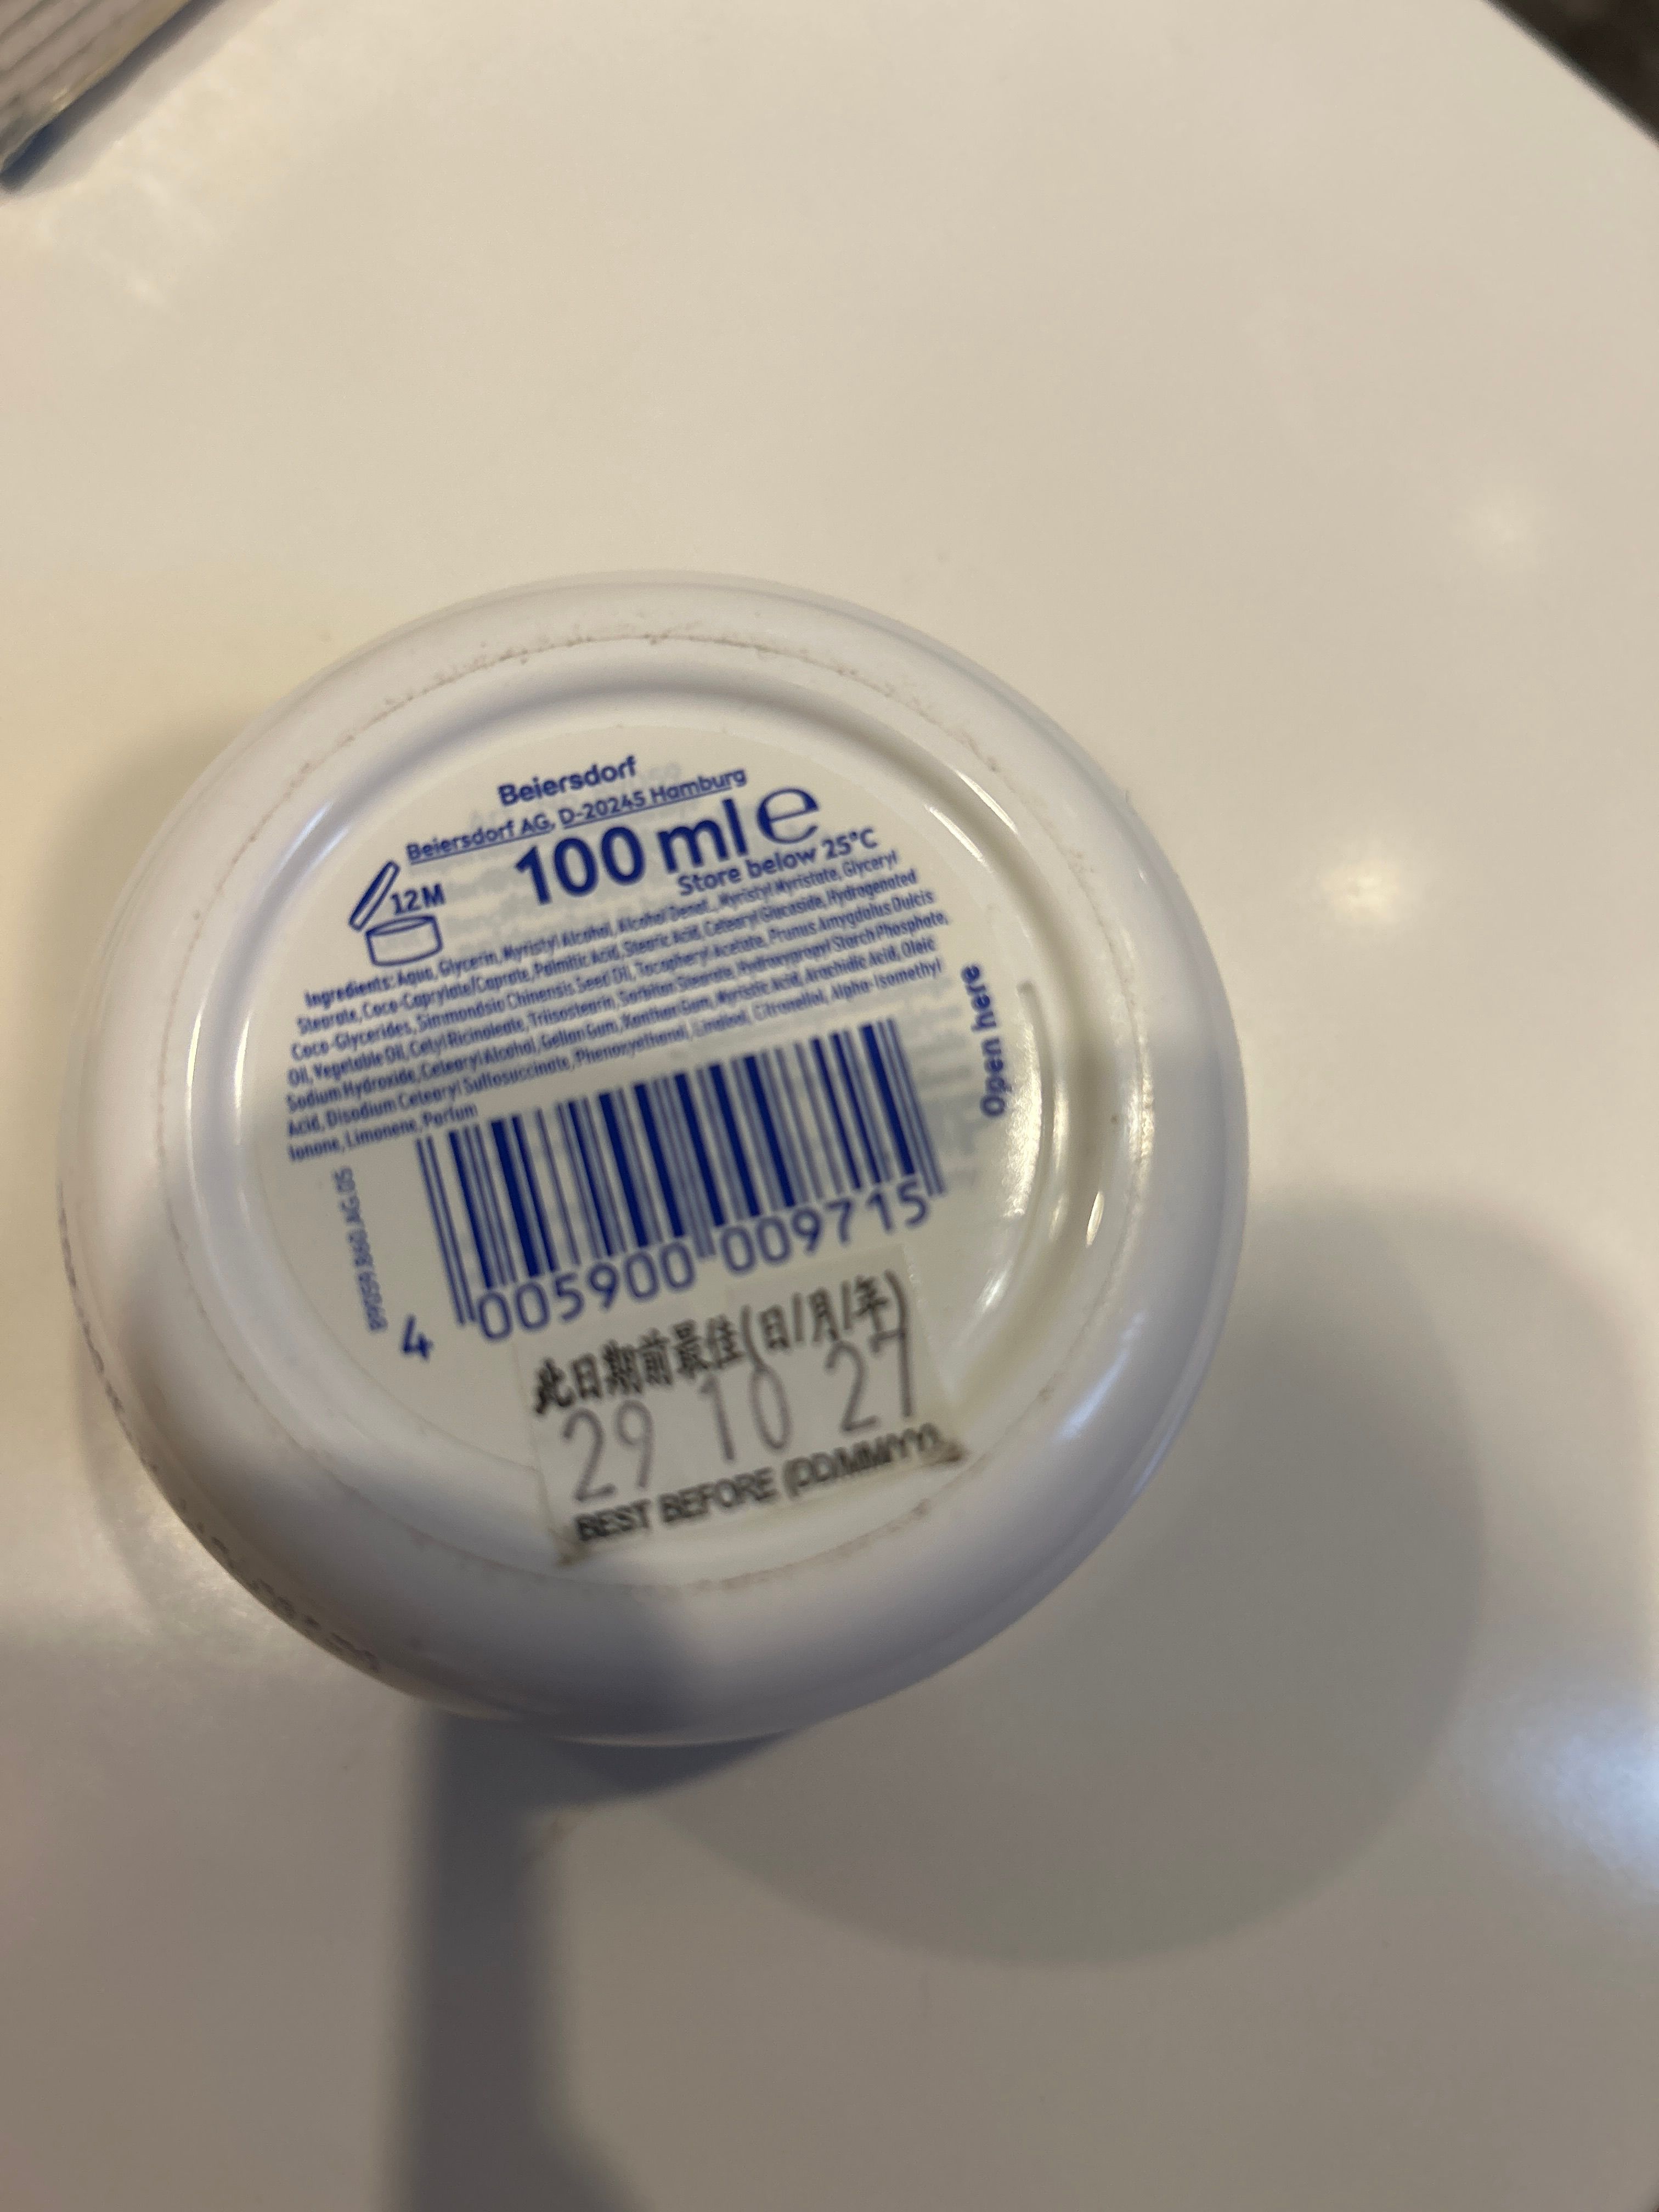 Beiersdorf
Beiersdorf AG, D-20245 Hamburg
12M
100 ml e
Store below 25°C
Ingredients: Aqua, Glycerin, Myristyl Alcohol, Alcohol Denat., Myristyl Myristate, Glyceryl
Stearate, Coco-Caprylate/Caprate, Palmitic Acid, Stearic Acid, Cetearyl Glucoside, Hydrogenated
Coco-Glycerides, Simmondsia Chinensis Seed Oil, Tocopheryl Acetate, Prunus Amygdalus Dulcis
Oil, Vegetable Oil, Cetyl Ricinoleate, Triisostearin, Sorbitan Stearate, Hydroxypropyl Starch Phosphate,
Sodium Hydroxide, Cetearyl Alcohol, Gellan Gum, Xanthan Gum, Myristic Acid, Arachidic Acid, Oleic
Acid, Disodium Cetearyl Sulfosuccinate, Phenoxyethanol, Linalool, Citronellol, Alpha-Isomethyl
Ionone, Limonene, Parfum
Open here
4 005900 009715
此日期前最佳(日/月/年)
29 10 27
BEST BEFORE (DD/MM/YY)